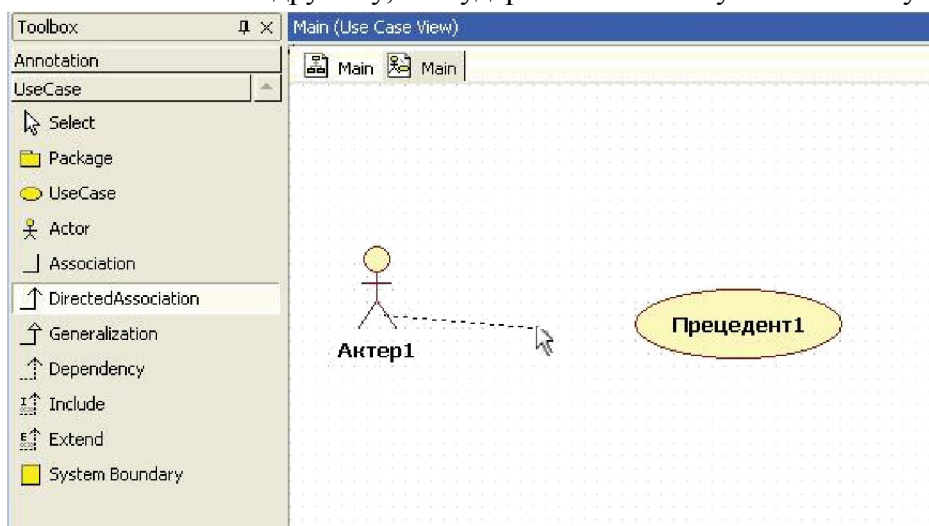 Toolbox
Main (Use Case View)
Annotation
Main
Main
UseCase
Select
Package
UseCase
Actor
Association
DirectedAssociation
Generalization
Dependency
Include
Extend
System Boundary
Актер1
Прецедент1